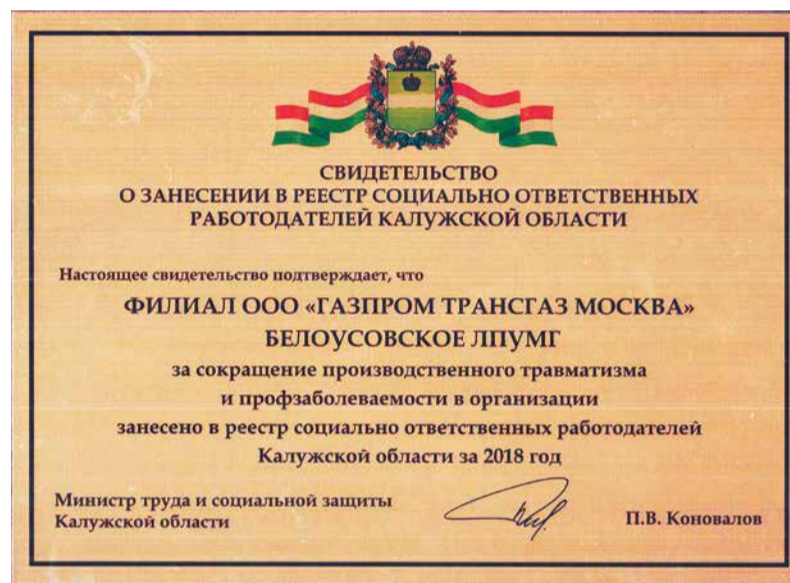 СВИДЕТЕЛЬСТВО
О ЗАНЕСЕНИИ В РЕЕСТР СОЦИАЛЬНО ОТВЕТСТВЕННЫХ
РАБОТОДАТЕЛЕЙ КАЛУЖСКОЙ ОБЛАСТИ
Настоящее свидетельство подтверждает, что
ФИЛИАЛ ООО «ГАЗПРОМ ТРАНСГАЗ МОСКВА»
БЕЛОУСОВСКОЕ ЛПУМГ
за сокращение производственного травматизма
и профзаболеваемости в организации
занесено в реестр социально ответственных работодателей
Калужской области за 2018 год
Министр труда и социальной защиты
Калужской области
П.В. Коновалов